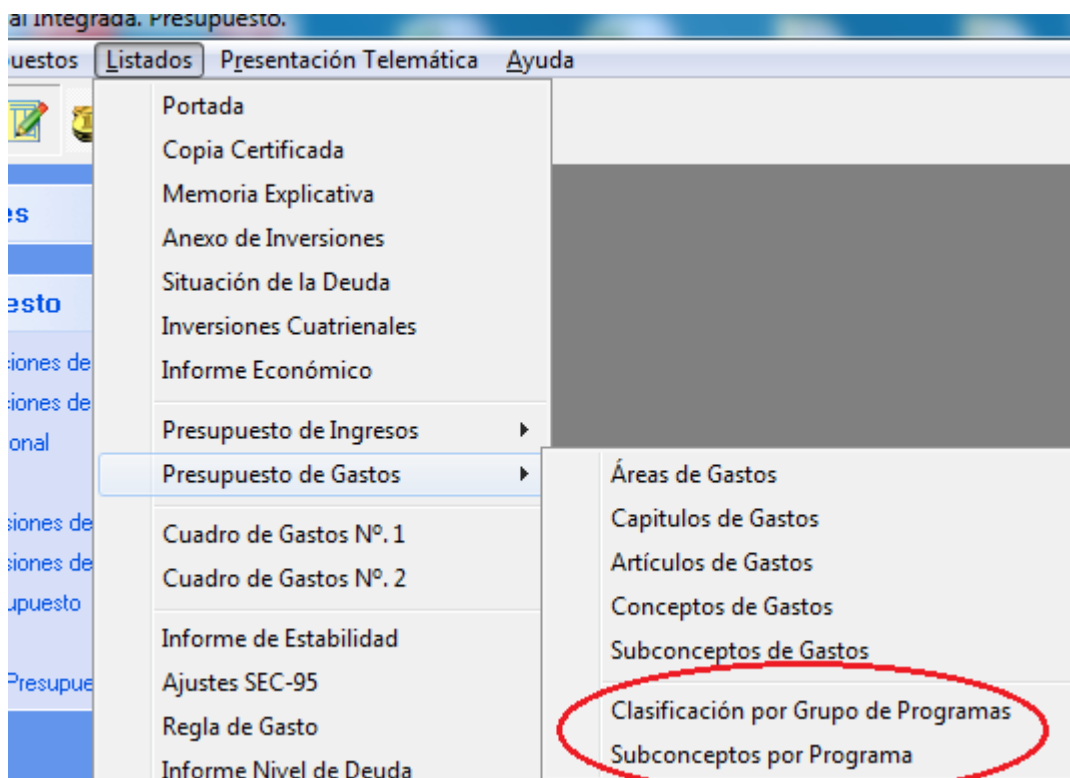 al Integrada. Presupuesto.
uestos Listados Presentación Telemática Ayuda
Portada
Copia Certificada
Memoria Explicativa
es
Anexo de Inversiones
Situación de la Deuda
esto
Inversiones Cuatrienales
iones de
Informe Económico
iones de
Presupuesto de Ingresos
onal
Presupuesto de Gastos
Áreas de Gastos
Capitulos de Gastos
siones de
Cuadro de Gastos Nº. 1
Artículos de Gastos
siones de
Cuadro de Gastos Nº. 2
Conceptos de Gastos
upuesto
Informe de Estabilidad
Subconceptos de Gastos
Presupue
Ajustes SEC-95
Clasificación por Grupo de Programas
Regla de Gasto
Subconceptos por Programa
Informe Nivel de Deuda